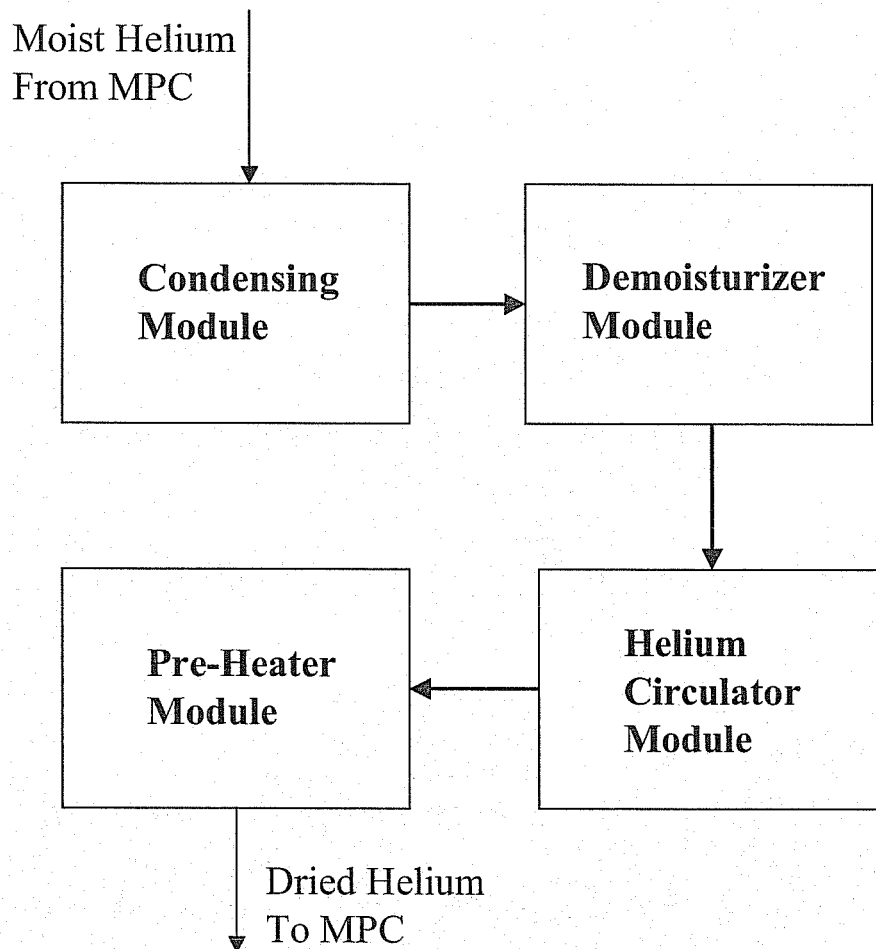 Moist Helium
From MPC
Condensing
Module
Demoisturizer
Module
Pre-Heater
Module
Helium
Circulator
Module
Dried Helium
To MPC